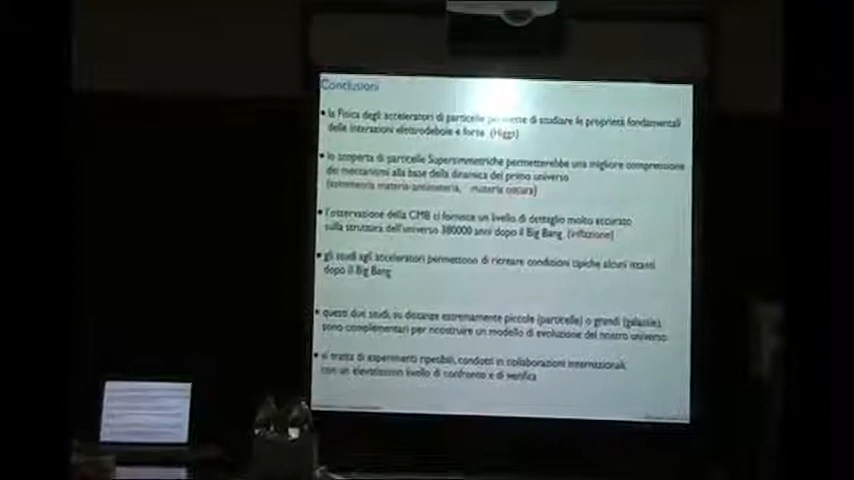 Conclusioni
• la Fisica degli acceleratori di particelle permette di studiare le proprietà fondamentali
delle interazioni elettrodebole e forte (Higgs)
• lo scoperta di particelle Supersimmetriche permetterebbe una migliore comprensione
dei meccanismi alla base della dinamica del primo universo
(asimmetria materia-antimateria, materia oscura)
• l'osservazione della CMB ci fornisce un livello di dettaglio molto accurato
sulla struttura dell'universo 380000 anni dopo il Big Bang (inflazione)
• gli studi agli acceleratori permettono di ricreare condizioni tipiche alcuni istanti
dopo il Big Bang
• questi due studi, su distanze estremamente piccole (particelle) o grandi (galassie),
sono complementari per ricostruire un modello di evoluzione del nostro universo
• si tratta di esperimenti ripetibili, condotti in collaborazioni internazionali,
con un elevatissimo livello di confronto e di verifica